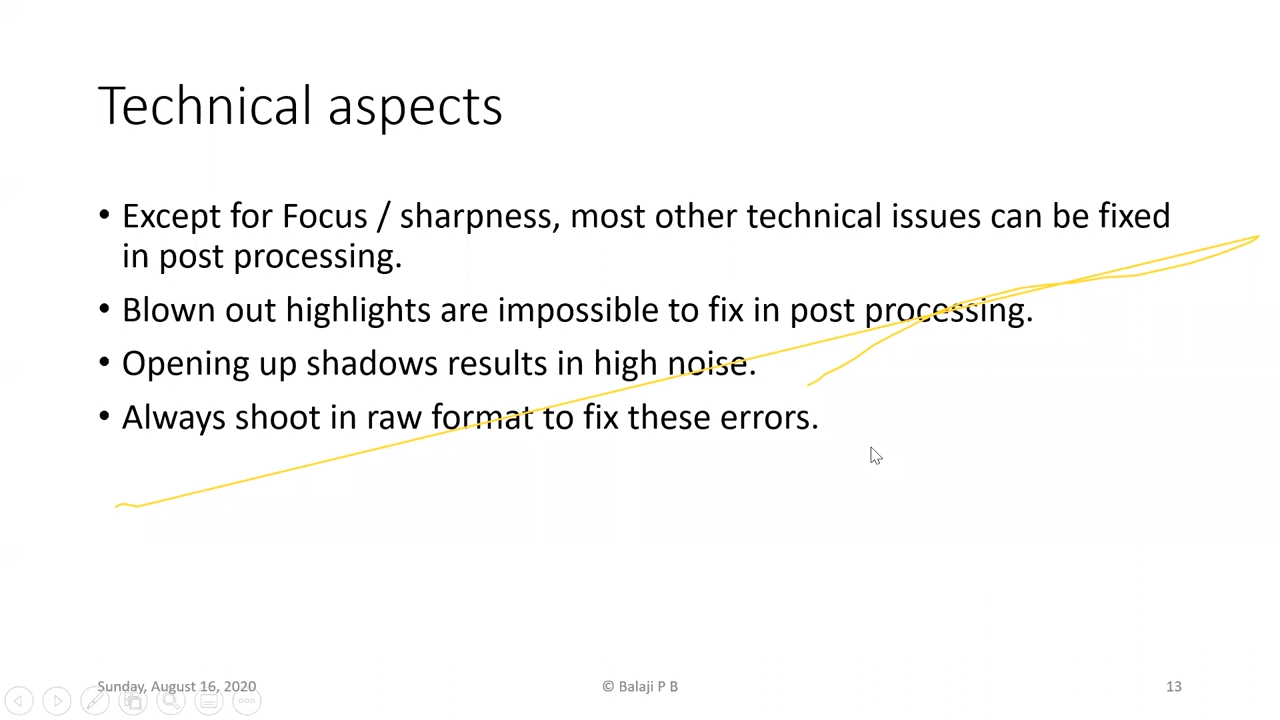 Technical aspects
• Except for Focus / sharpness, most other technical issues can be fixed
in post processing.
• Blown out highlights are impossible to fix in post processing.
• Opening up shadows results in high noise.
• Always shoot in raw format to fix these errors.
Sunday, August 16, 2020
© Balaji P B
13